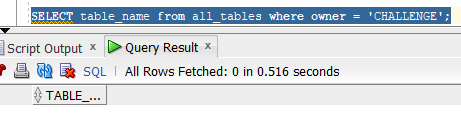 SELECT table_name from all_tables where owner = 'CHALLENGE';
Script Output × Query Result ×
SQL | All Rows Fetched: 0 in 0.516 seconds
TABLE_...